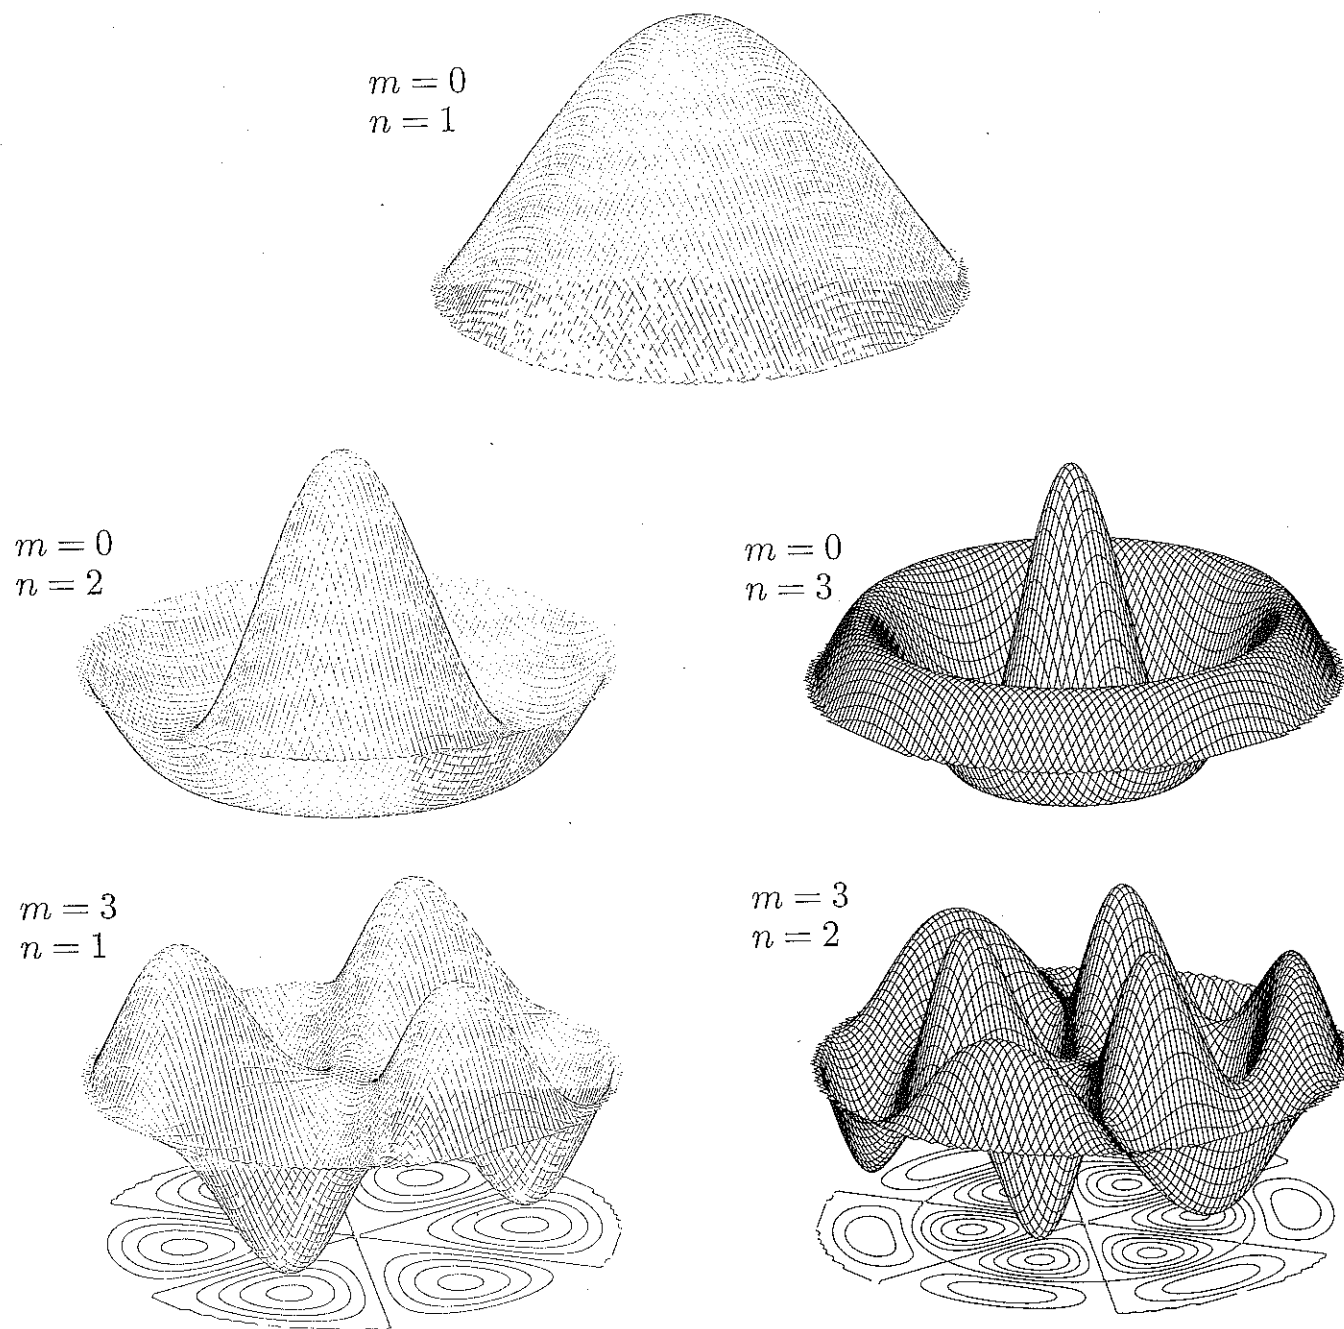 m = 0
n = 1
m = 0
n = 2
m = 0
n = 3
m = 3
n = 1
m = 3
n = 2